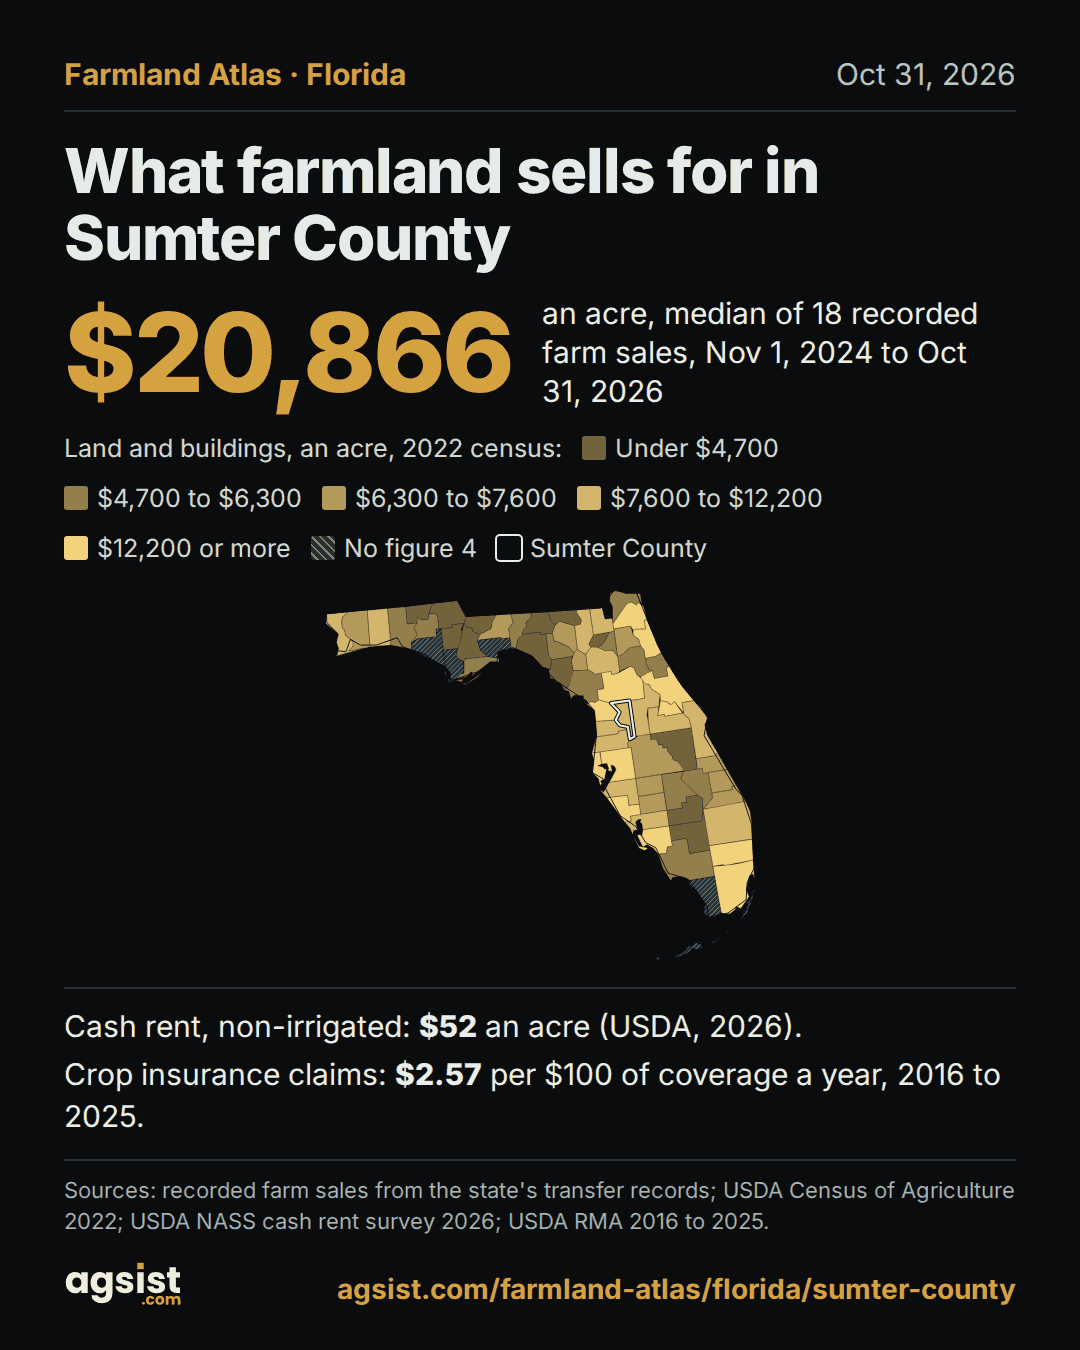 Farmland Atlas · Florida
Oct 31, 2026
What farmland sells for in
Sumter County
$20,866
an acre, median of 18 recorded
farm sales, Nov 1, 2024 to Oct
31, 2026
Land and buildings, an acre, 2022 census: Under $4,700
$4,700 to $6,300 $6,300 to $7,600 $7,600 to $12,200
$12,200 or more No figure 4 Sumter County
Cash rent, non-irrigated: $52 an acre (USDA, 2026).
Crop insurance claims: $2.57 per $100 of coverage a year, 2016 to
2025.
Sources: recorded farm sales from the state's transfer records; USDA Census of Agriculture
2022; USDA NASS cash rent survey 2026; USDA RMA 2016 to 2025.
agsist
.com
agsist.com/farmland-atlas/florida/sumter-county